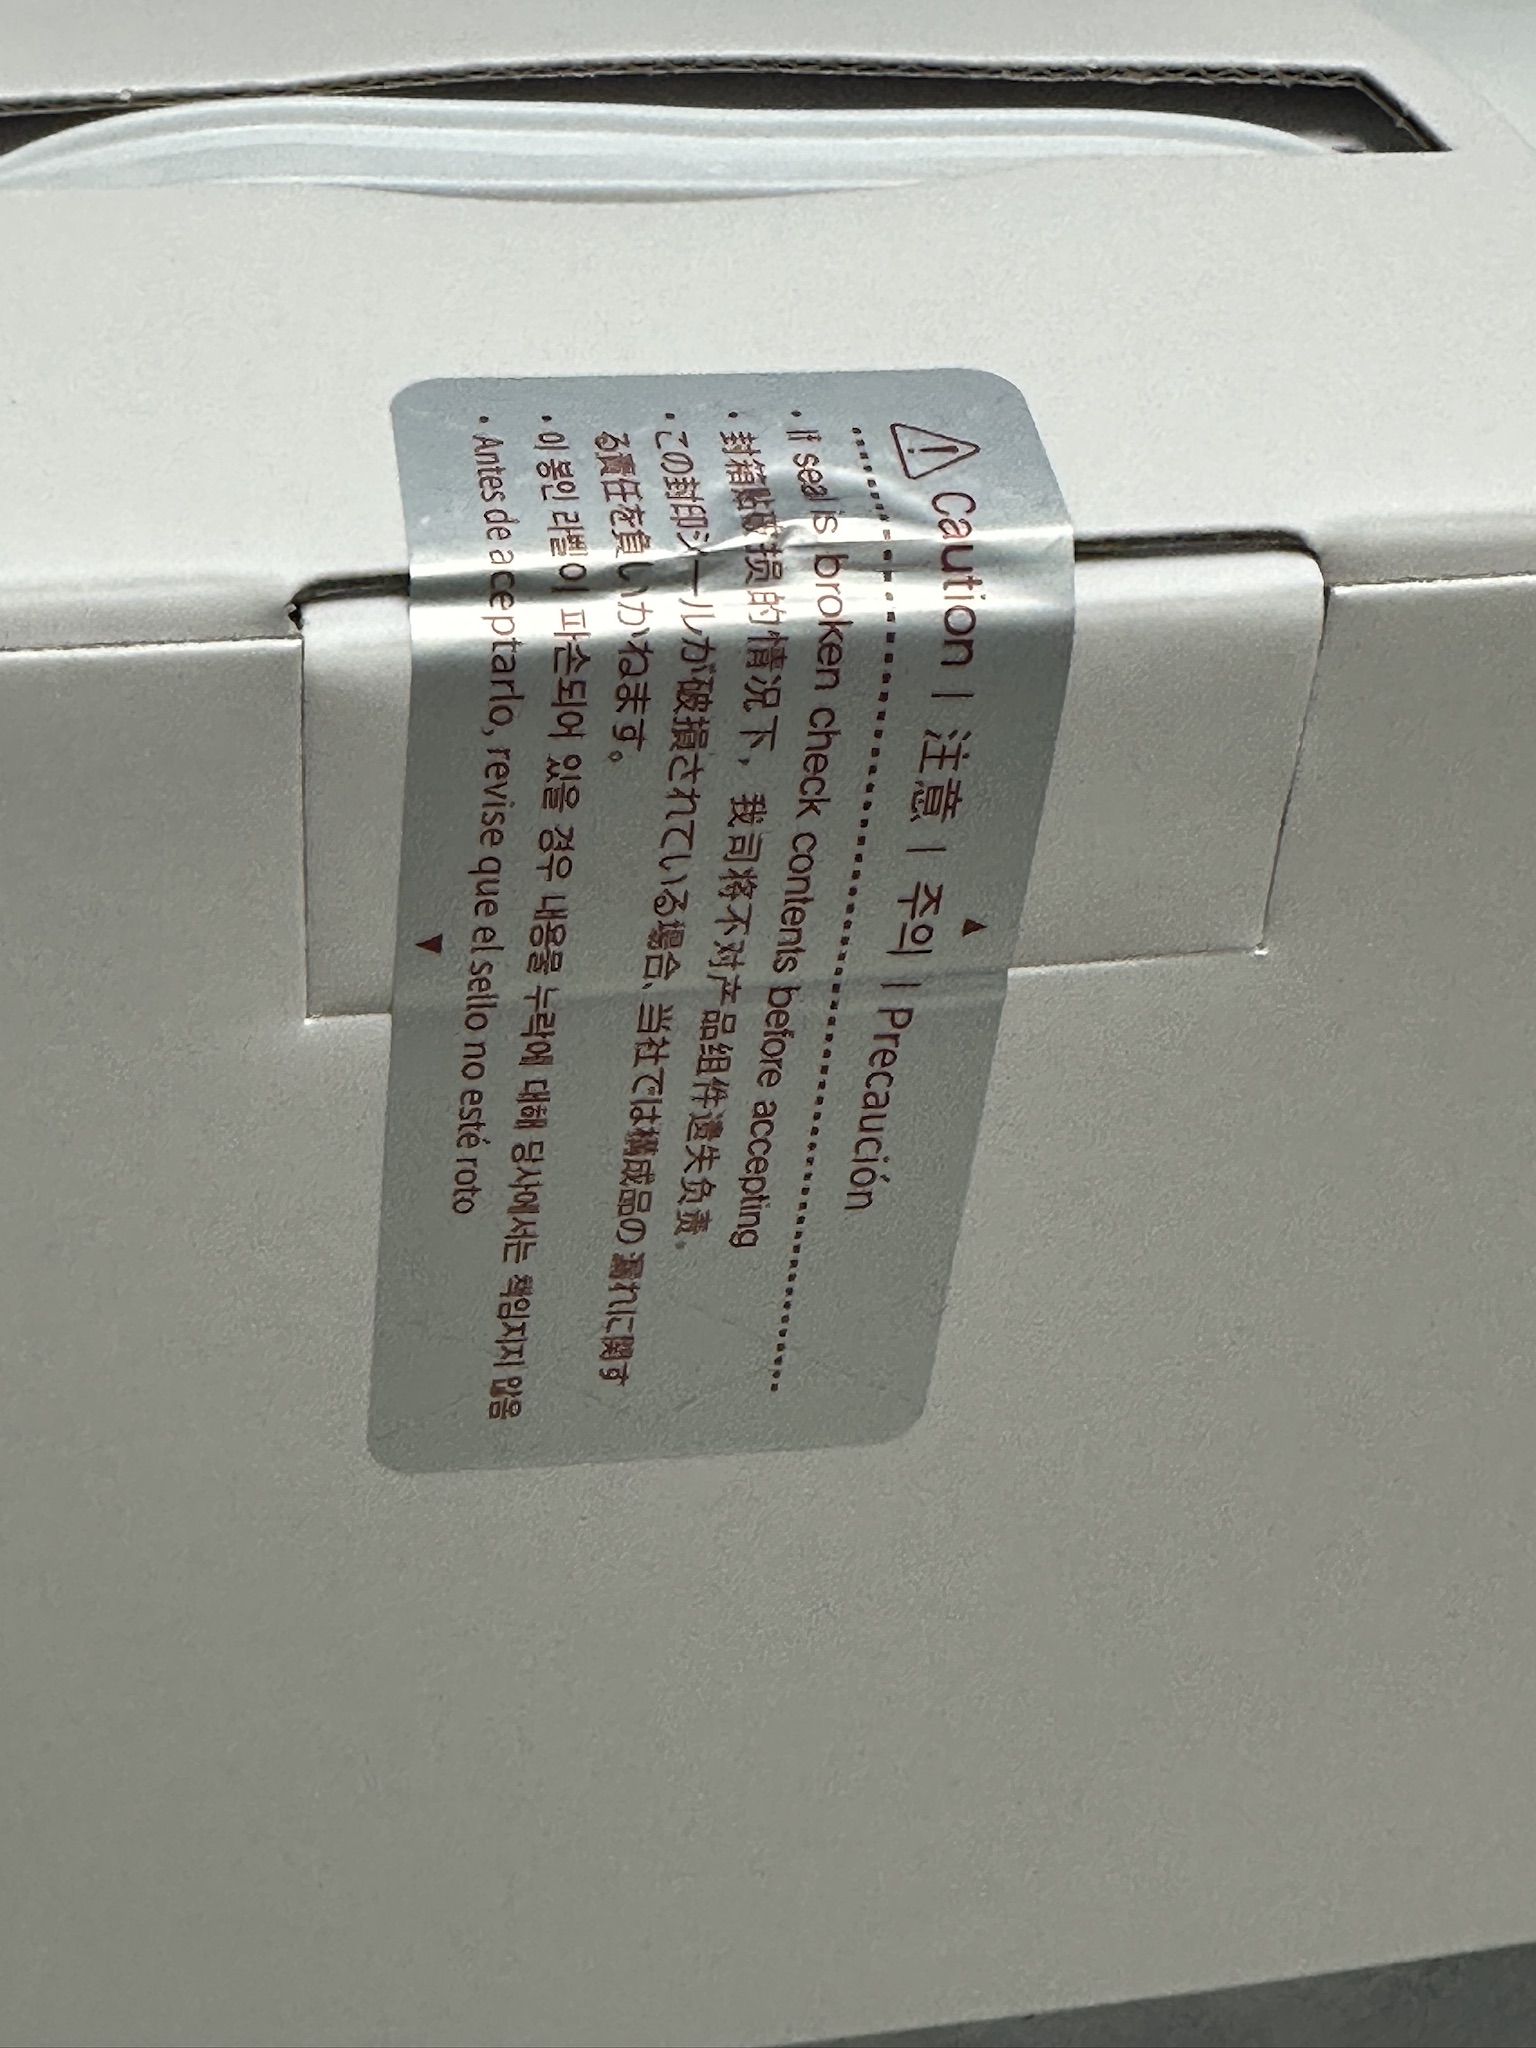 Caution | 注意 | 주의 | Precaución
• If seal is broken check contents before accepting
• 封箱贴破损的情况下，我司将不对产品组件遗失负责。
• この封印シールが破損されている場合、当社では構成品の漏れに関す
る責任を負いかねます。
• 이 봉인 라벨이 파손되어 있을 경우 내용물 누락에 대해 당사에서는 책임지지 않음
• Antes de aceptarlo, revise que el sello no esté roto